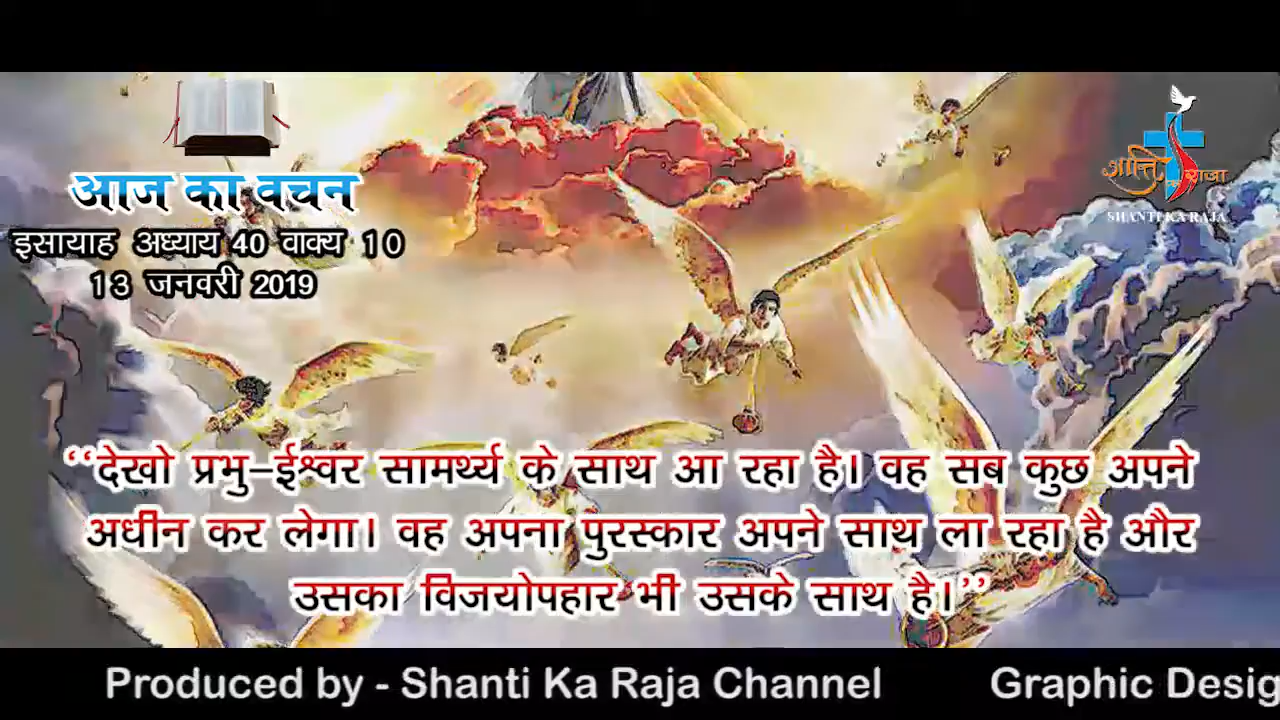 आज का वचन
इसायाह अध्याय 40 वाक्य 10
13 जनवरी 2019
शान्ति का राजा
SHANTI KA RAJA
“देखो प्रभु–ईश्वर सामर्थ्य के साथ आ रहा है। वह सब कुछ अपने
अधीन कर लेगा। वह अपना पुरस्कार अपने साथ ला रहा है और
उसका विजयोपहार भी उसके साथ है।”
Produced by - Shanti Ka Raja Channel Graphic Desig